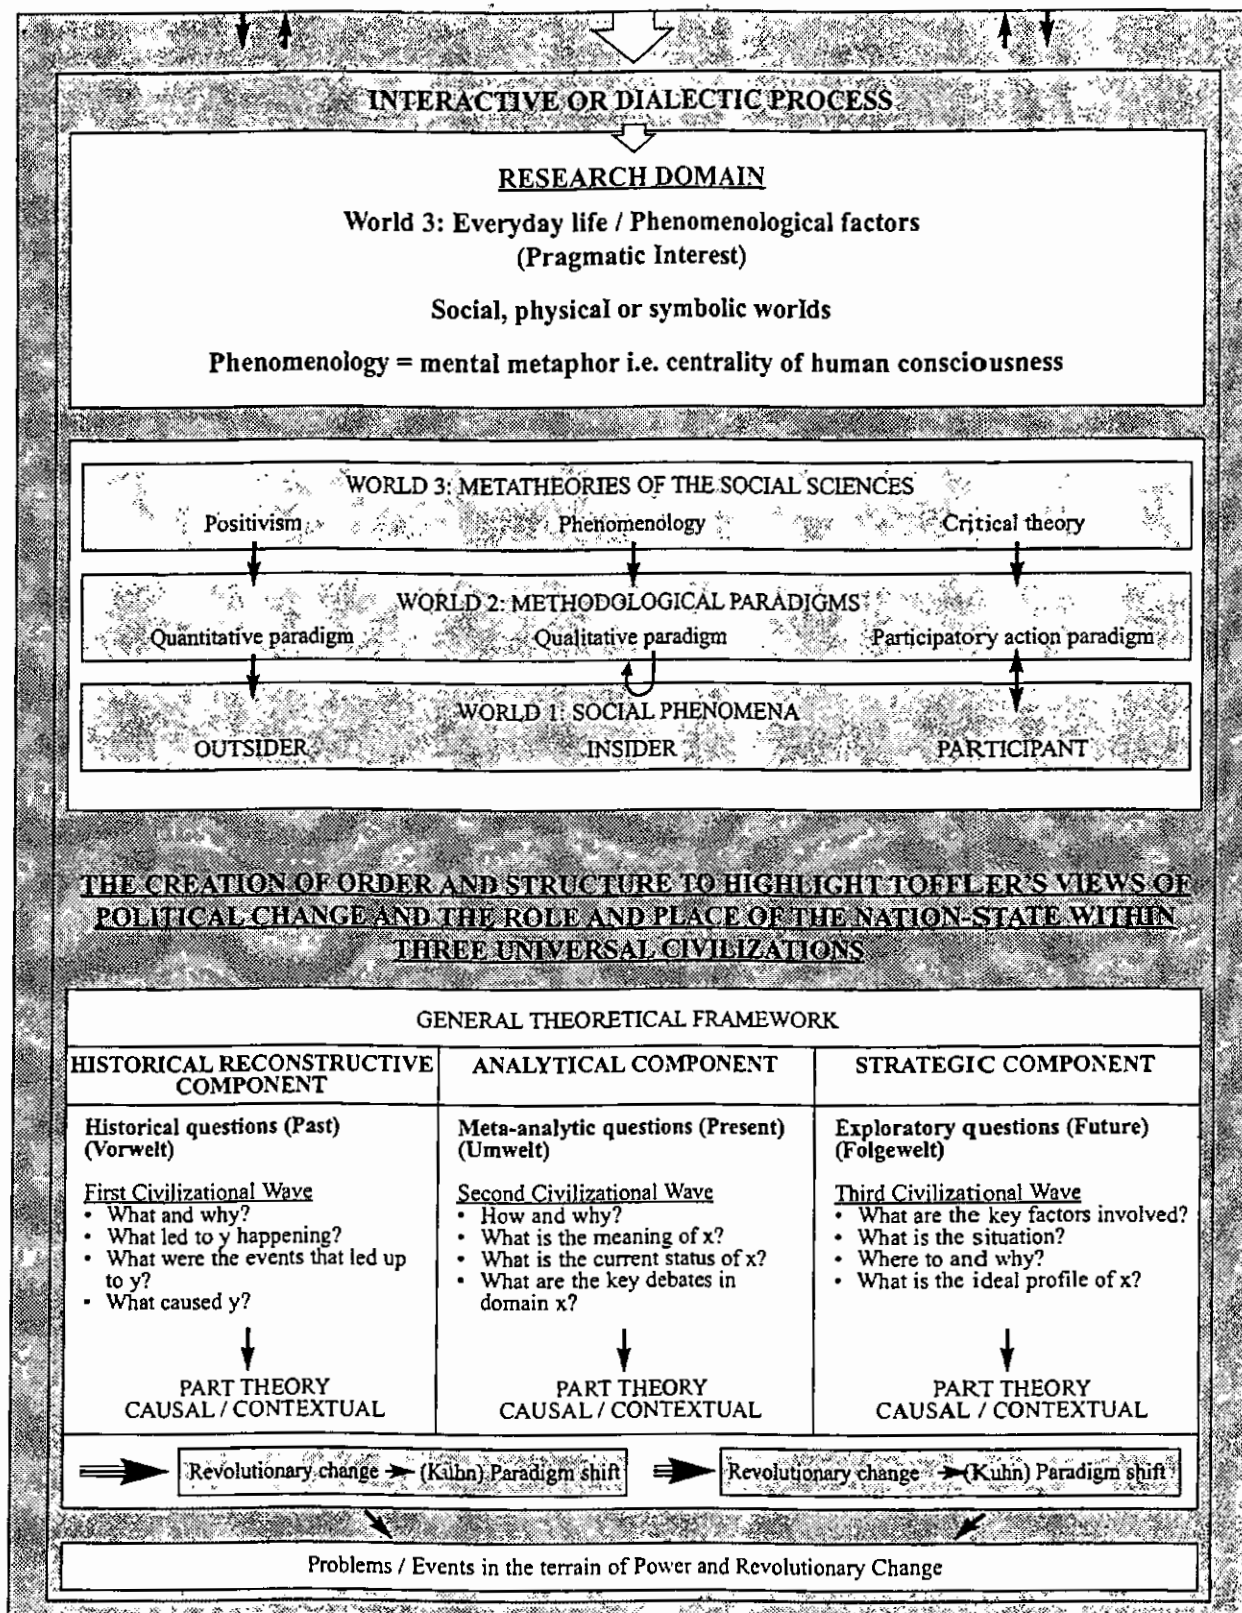 INTERACTIVE OR DIALECTIC PROCESS
RESEARCH DOMAIN
World 3: Everyday life / Phenomenological factors
(Pragmatic Interest)
Social, physical or symbolic worlds
Phenomenology = mental metaphor i.e. centrality of human consciousness
WORLD 3: METATHEORIES OF THE SOCIAL SCIENCES
Positivism Phenomenology Critical theory
WORLD 2: METHODOLOGICAL PARADIGMS
Quantitative paradigm Qualitative paradigm Participatory action paradigm
WORLD 1: SOCIAL PHENOMENA
OUTSIDER INSIDER PARTICIPANT
THE CREATION OF ORDER AND STRUCTURE TO HIGHLIGHT TOFFLER'S VIEWS OF
POLITICAL CHANGE AND THE ROLE AND PLACE OF THE NATION-STATE WITHIN
THREE UNIVERSAL CIVILIZATIONS
GENERAL THEORETICAL FRAMEWORK
HISTORICAL RECONSTRUCTIVE
COMPONENT
Historical questions (Past)
(Vorwelt)
First Civilizational Wave
• What and why?
• What led to y happening?
• What were the events that led up
to y?
• What caused y?
PART THEORY
CAUSAL / CONTEXTUAL
ANALYTICAL COMPONENT
Meta-analytic questions (Present)
(Umwelt)
Second Civilizational Wave
• How and why?
• What is the meaning of x?
• What is the current status of x?
• What are the key debates in
domain x?
PART THEORY
CAUSAL / CONTEXTUAL
STRATEGIC COMPONENT
Exploratory questions (Future)
(Folgewelt)
Third Civilizational Wave
• What are the key factors involved?
• What is the situation?
• Where to and why?
• What is the ideal profile of x?
PART THEORY
CAUSAL / CONTEXTUAL
Revolutionary change (Kuhn) Paradigm shift
Revolutionary change (Kuhn) Paradigm shift
Problems / Events in the terrain of Power and Revolutionary Change